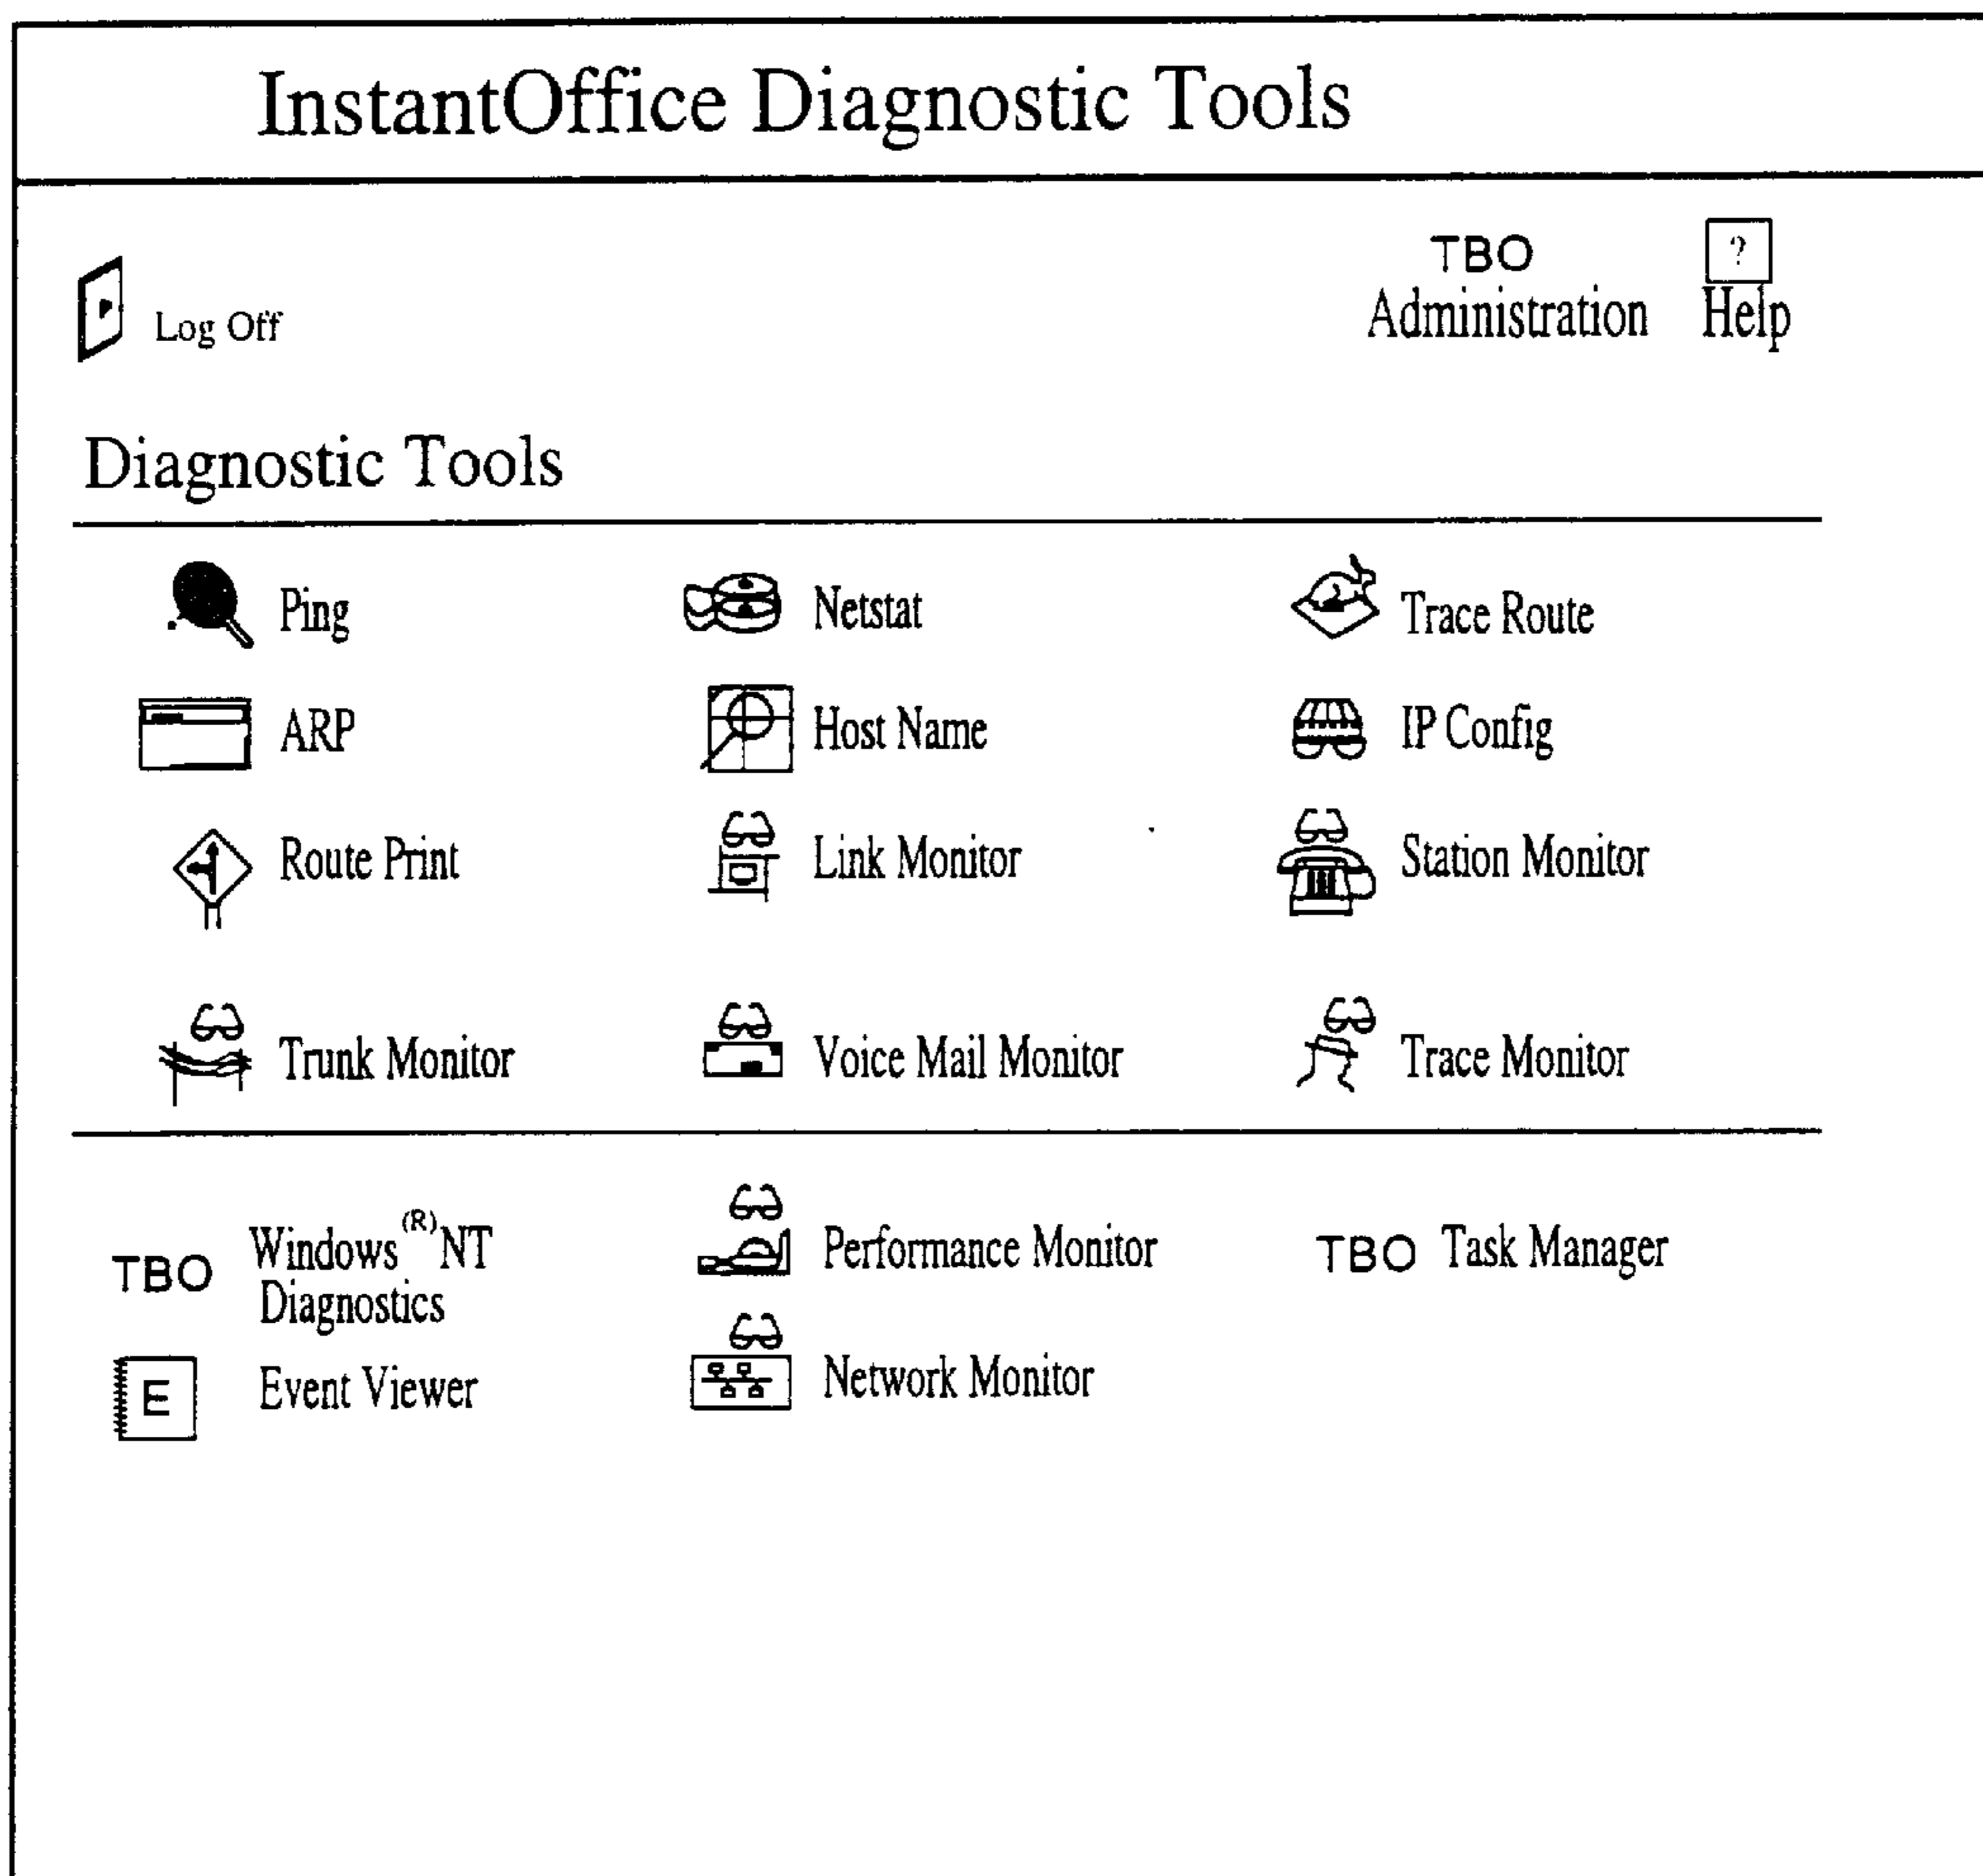 InstantOffice Diagnostic Tools
TBO
?
Log Off
Administration
Help
Diagnostic Tools
Ping
Netstat
Trace Route
ARP
Host Name
IP Config
Route Print
Link Monitor
Station Monitor
Trunk Monitor
Voice Mail Monitor
Trace Monitor
TBO
Windows(R)NT
Diagnostics
Performance Monitor
TBO
Task Manager
E
Event Viewer
Network Monitor